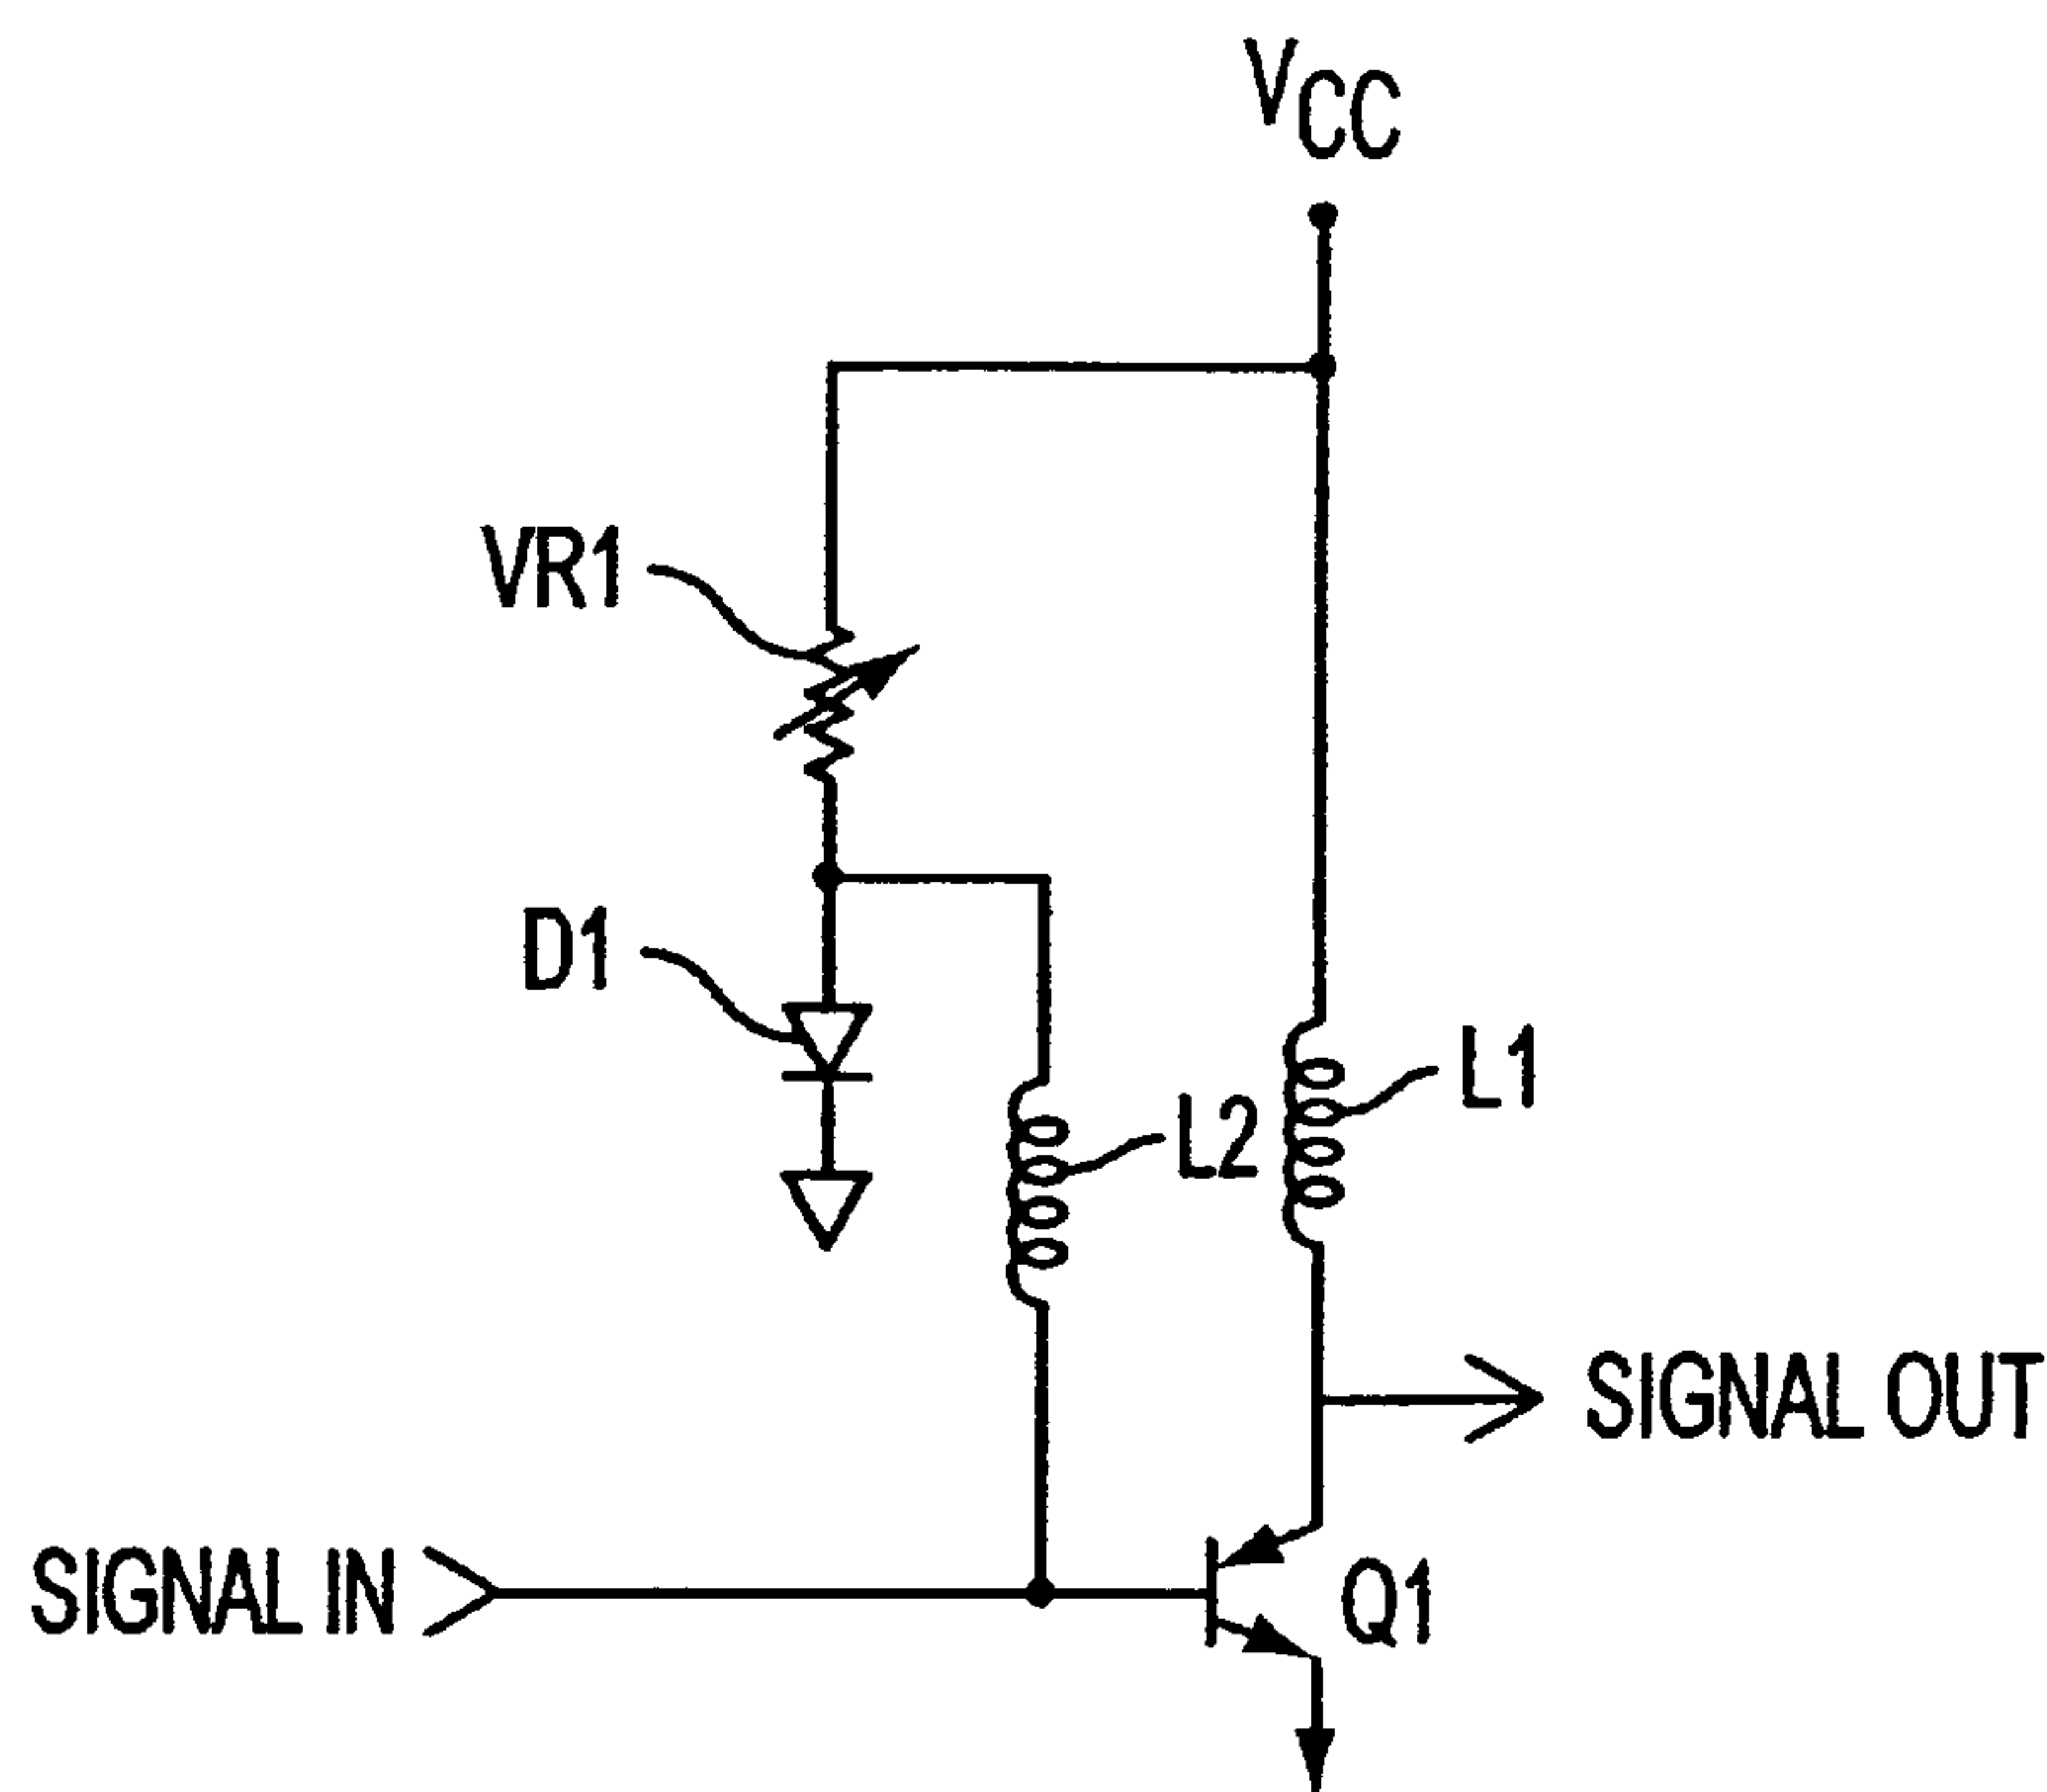 VCC
VR1
D1
L1
L2
SIGNAL OUT
SIGNAL IN
Q1